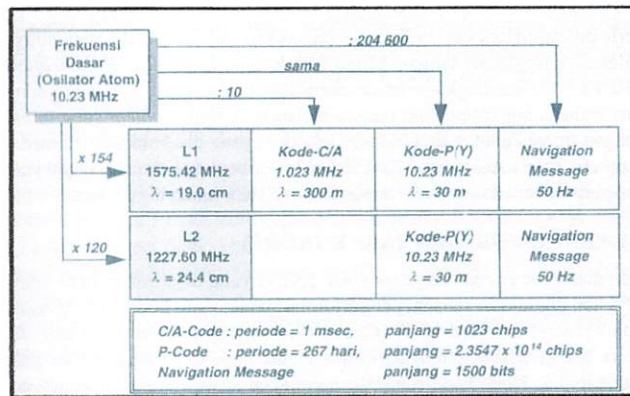 Frekuensi
Dasar
(Osilator Atom)
10.23 MHz
: 204 600
sama
: 10
x 154
L1
1575.42 MHz
λ = 19.0 cm
Kode-C/A
1.023 MHz
λ = 300 m
Kode-P(Y)
10.23 MHz
λ = 30 m
Navigation
Message
50 Hz
x 120
L2
1227.60 MHz
λ = 24.4 cm
Kode-P(Y)
10.23 MHz
λ = 30 m
Navigation
Message
50 Hz
C/A-Code : periode = 1 msec, panjang = 1023 chips
P-Code : periode = 267 hari, panjang = 2.3547 x 10¹⁴ chips
Navigation Message panjang = 1500 bits